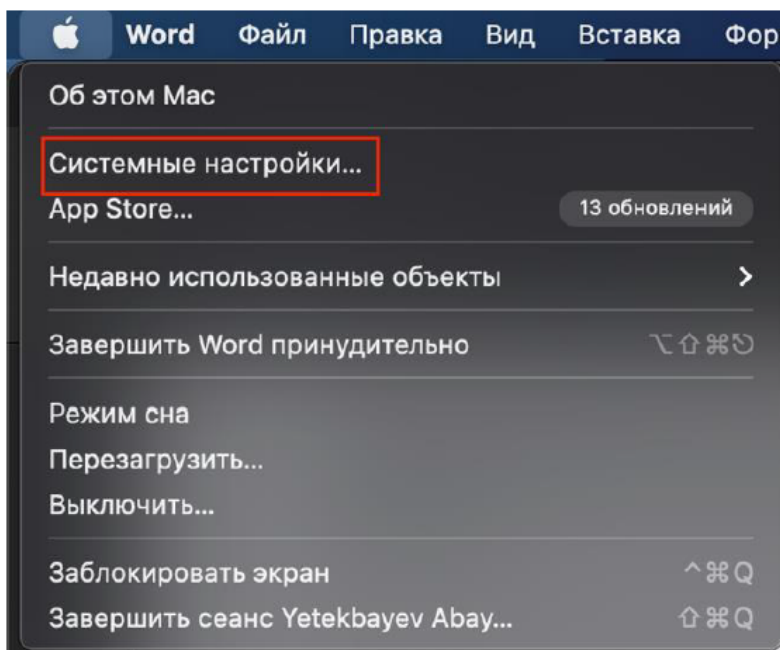 Word Файл Правка Вид Вставка Фор
Об этом Mac
Системные настройки...
App Store... 13 обновлений
Недавно использованные объекты
Завершить Word принудительно ⌥⇧⌘⎋
Режим сна
Перезагрузить...
Выключить...
Заблокировать экран ^⌘Q
Завершить сеанс Yetekbayev Abay... ⇧⌘Q